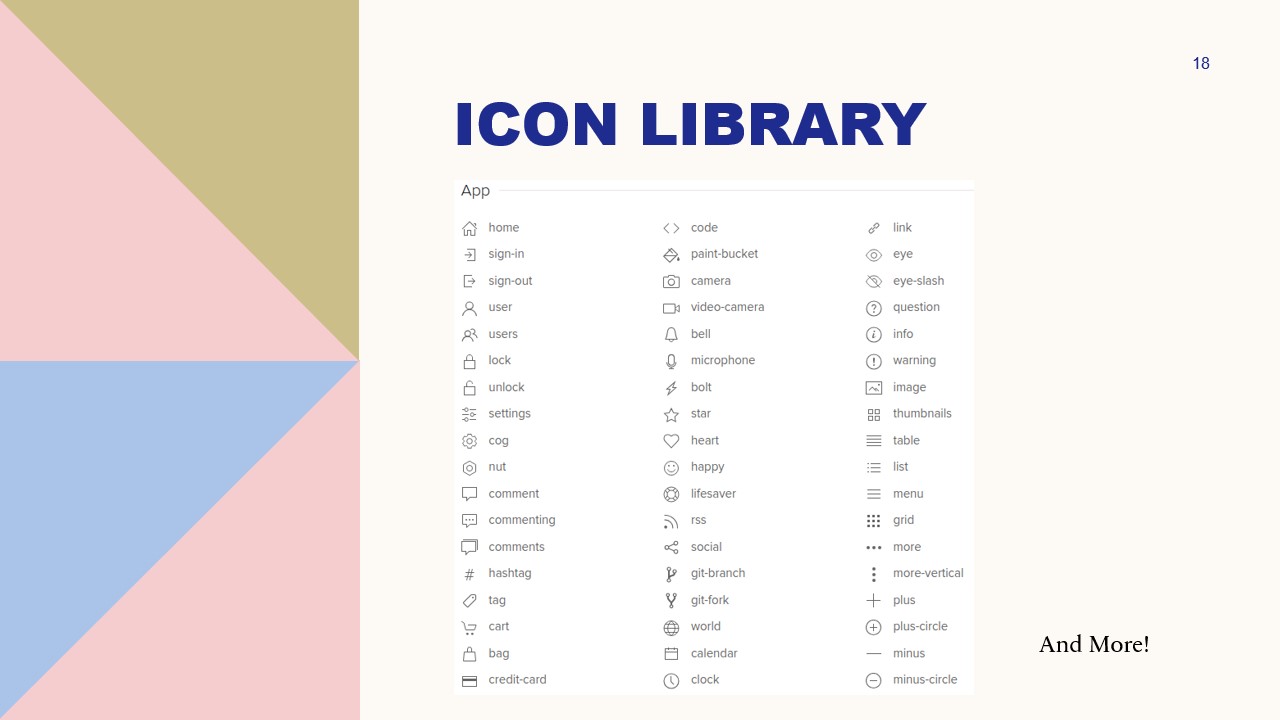 18
ICON LIBRARY
App
home code link
sign-in paint-bucket eye
sign-out camera eye-slash
user video-camera question
users bell info
lock microphone warning
unlock bolt image
settings star thumbnails
cog heart table
nut happy list
comment lifesaver menu
commenting rss grid
comments social more
hashtag git-branch more-vertical
tag git-fork plus
cart world plus-circle
bag calendar minus
credit-card clock minus-circle
And More!